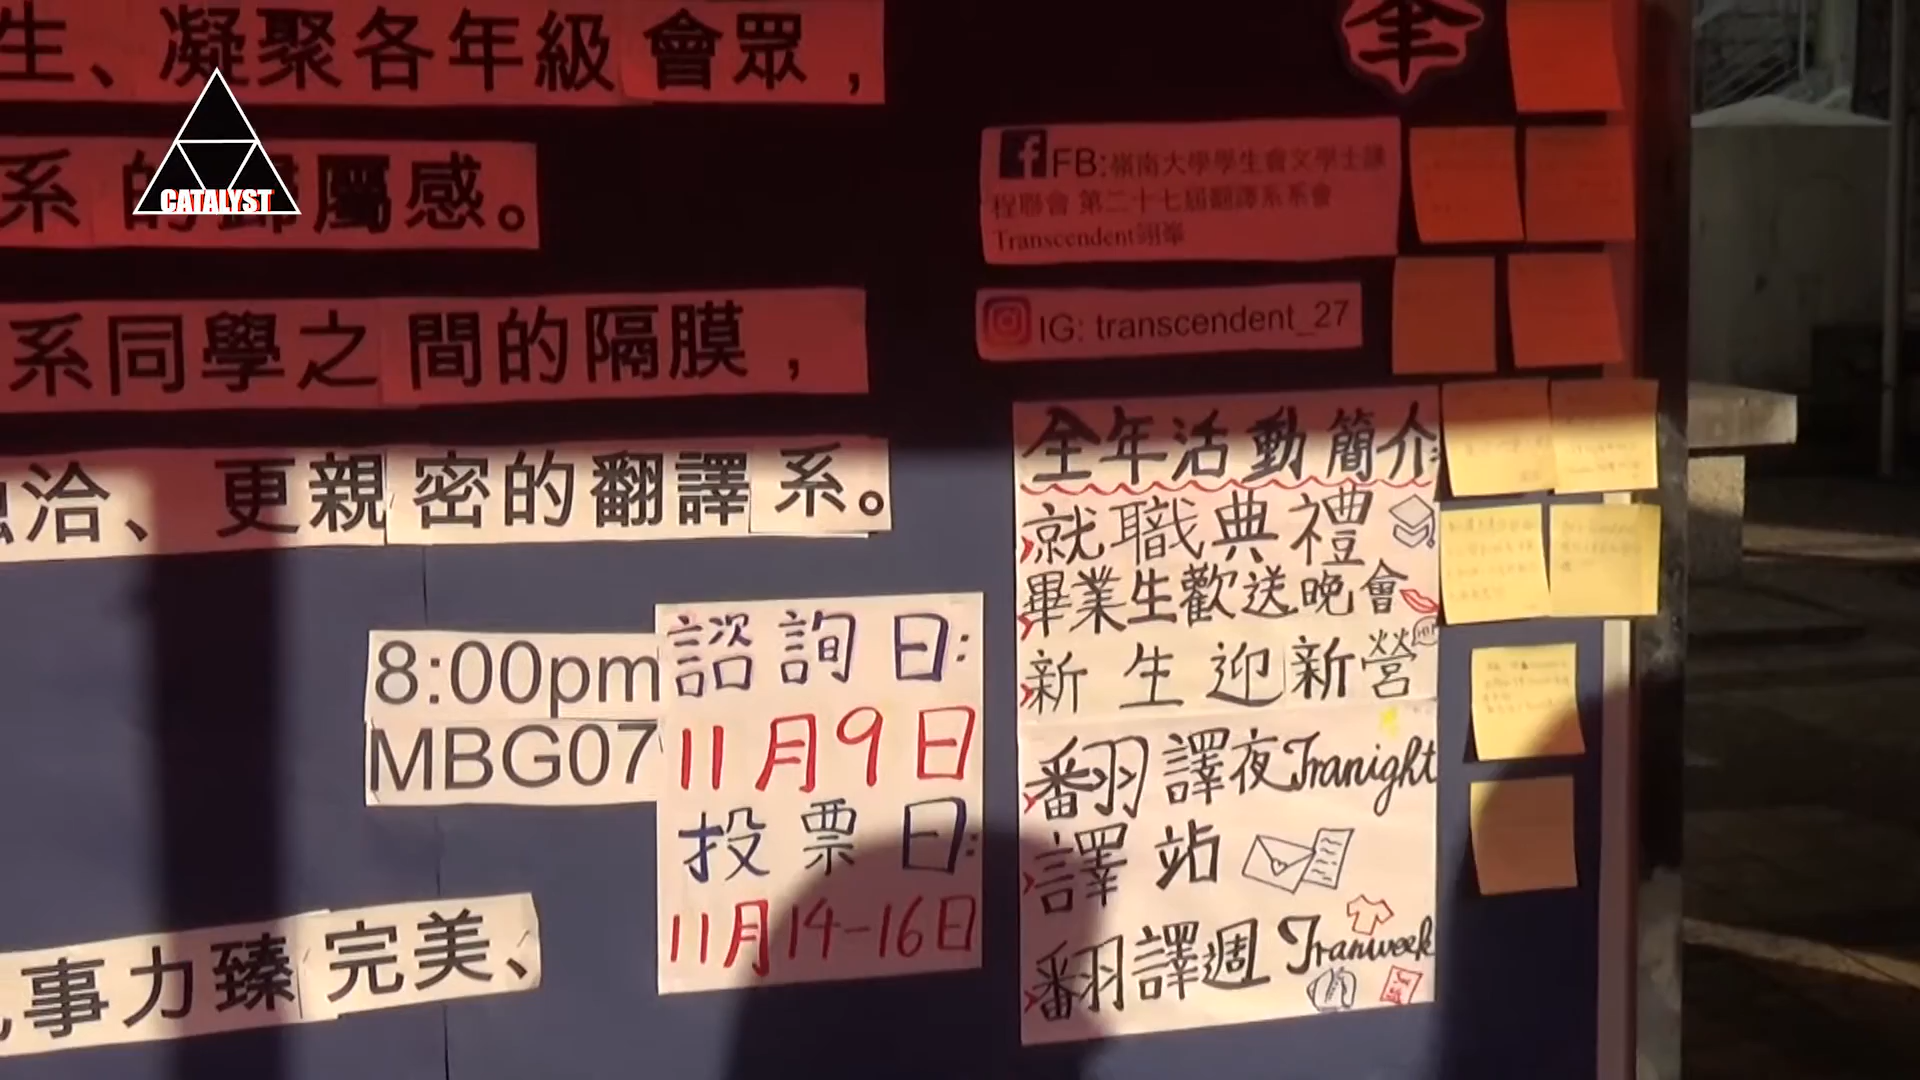 生、凝聚各年級會眾，
CATALYST
系的歸屬感。
系同學之間的隔膜，
融洽、更親密的翻譯系。
8:00pm
MBG07
諮詢日:
11月9日
投票日:
11月14-16日
事力臻完美、
FB:嶺南大學學生會文學士課
程聯會 第二十七屆翻譯系系會
Transcendent翊峯
IG: transcendent_27
全年活動簡介:
就職典禮
畢業生歡送晚會
新生迎新營
翻譯夜Tranight
譯站
翻譯週Tranweek